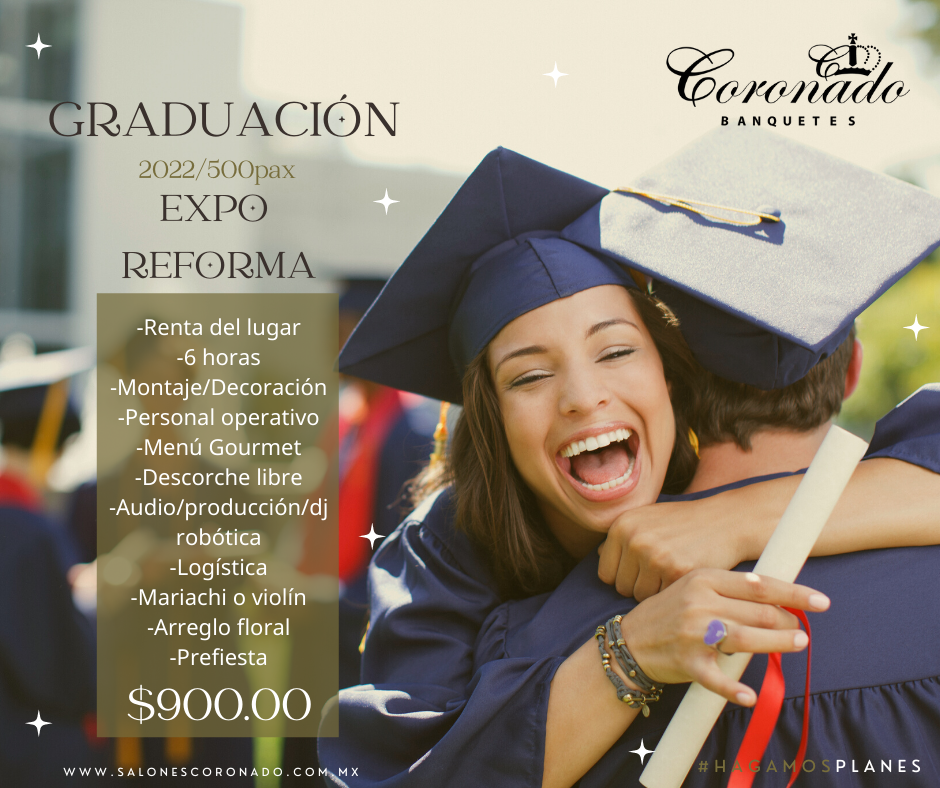 Coronado
BANQUETES
GRADUACIÓN
2022/500pax
EXPO
REFORMA
-Renta del lugar
-6 horas
-Montaje/Decoración
-Personal operativo
-Menú Gourmet
-Descorche libre
-Audio/producción/dj
robótica
-Logística
-Mariachi o violín
-Arreglo floral
-Prefiesta
$900.00
WWW.SALONESCORONADO.COM.MX
#HAGAMOSPLANES